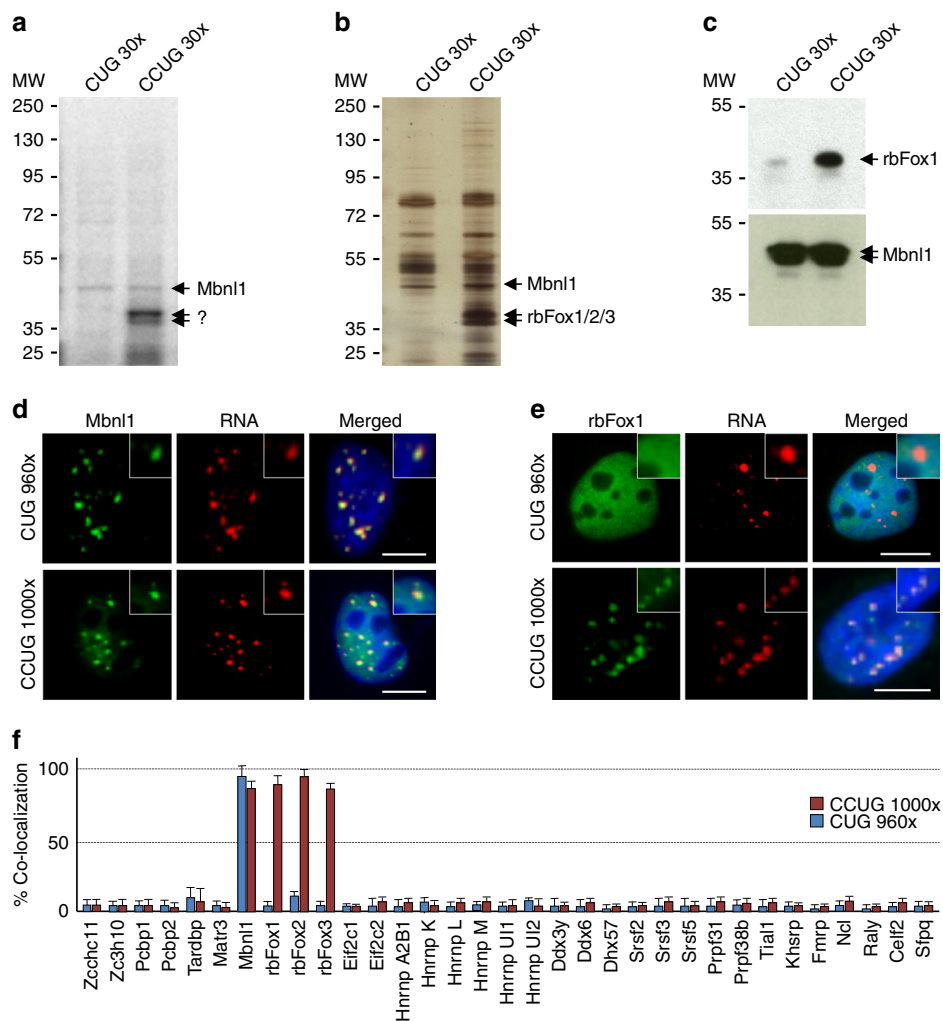 a
CUG 30x
CCUG 30x
MW
250
130
95
72
55
35
25
Mbnl1
?
b
CUG 30x
CCUG 30x
MW
250
130
95
72
55
35
25
Mbnl1
rbFox1/2/3
c
CUG 30x
CCUG 30x
MW
55
35
rbFox1
55
35
Mbnl1
d
Mbnl1 RNA Merged
CUG 960x
CCUG 1000x
e
rbFox1 RNA Merged
CUG 960x
CCUG 1000x
f
% Co-localization
100
50
0
CCUG 1000x
CUG 960x
Zcchc11
Zc3h10
Pcbp1
Pcbp2
Tardbp
Matr3
Mbnl1
rbFox1
rbFox2
rbFox3
Eif2c1
Eif2c2
Hnrnp A2B1
Hnrnp K
Hnrnp L
Hnrnp M
Hnrnp Ul1
Hnrnp Ul2
Ddx3y
Ddx6
Dhx57
Srsf2
Srsf3
Srsf5
Prpf31
Prpf38b
Tial1
Khsrp
Fmrp
Ncl
Raly
Celf2
Sfpq